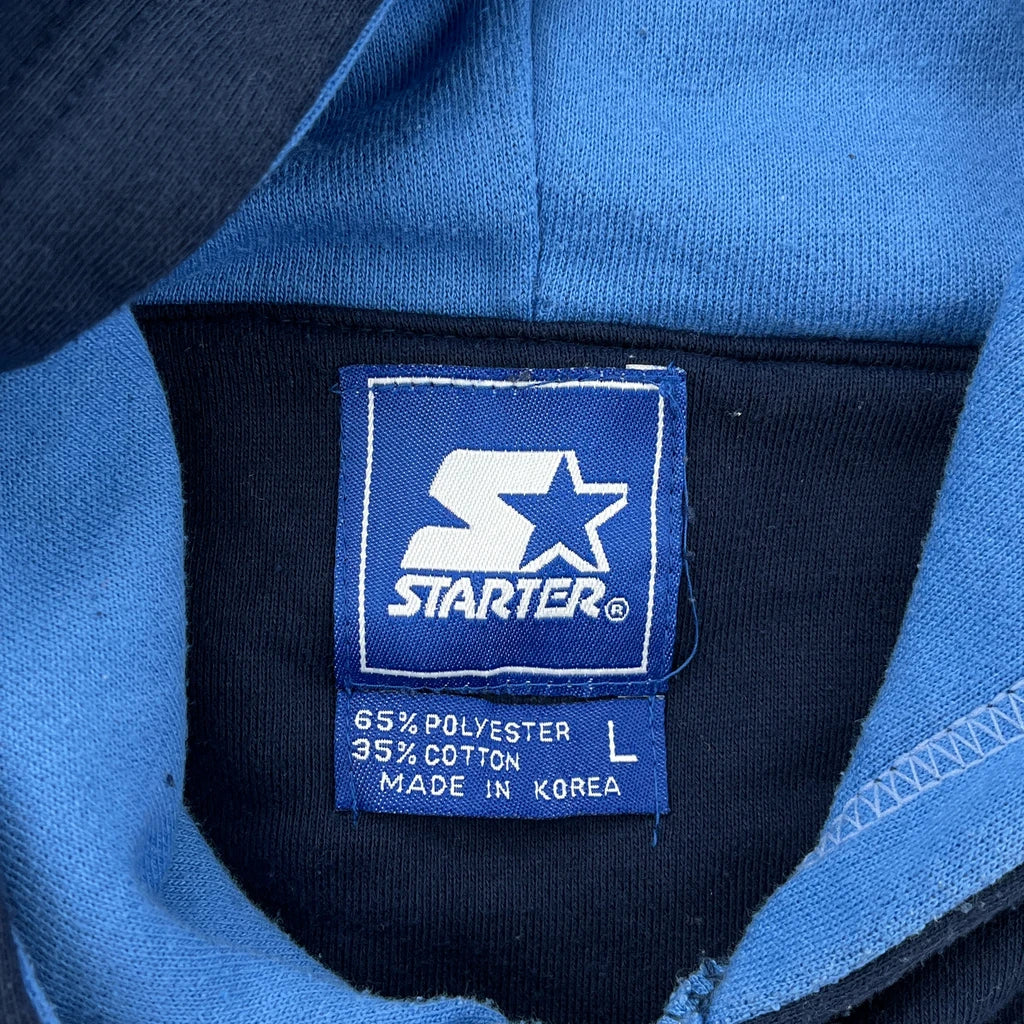 STARTER®
65% POLYESTER L
35% COTTON
MADE IN KOREA